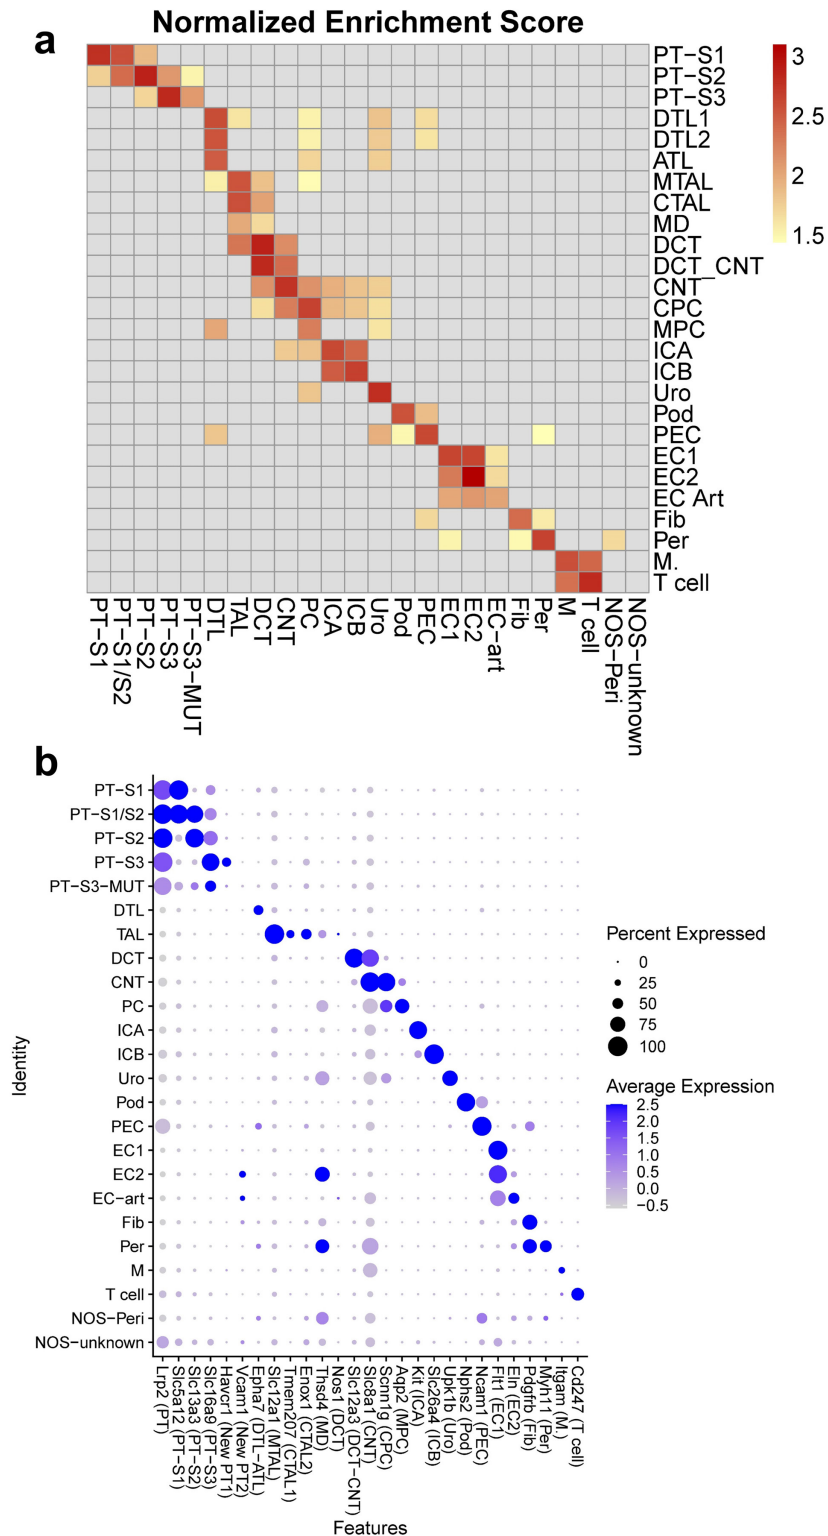 Normalized Enrichment Score
a
PT-S1
PT-S2
PT-S3
DTL1
DTL2
ATL
MTAL
CTAL
MD
DCT
DCT_CNT
CNT
CPC
MPC
ICA
ICB
Uro
Pod
PEC
EC1
EC2
EC Art
Fib
Per
M.
T cell
3
2.5
2
1.5
PT-S1
PT-S1/S2
PT-S2
PT-S3
PT-S3-MUT
DTL
TAL
DCT
CNT
PC
ICA
ICB
Uro
Pod
PEC
EC1
EC2
EC-art
Fib
Per
M
T cell
NOS-Peri
NOS-unknown
b
Identity
PT-S1
PT-S1/S2
PT-S2
PT-S3
PT-S3-MUT
DTL
TAL
DCT
CNT
PC
ICA
ICB
Uro
Pod
PEC
EC1
EC2
EC-art
Fib
Per
M
T cell
NOS-Peri
NOS-unknown
Percent Expressed
0
25
50
75
100
Average Expression
2.5
2.0
1.5
1.0
0.5
0.0
-0.5
Lrp2 (PT)
Slc5a12 (PT-S1)
Slc13a3 (PT-S2)
Slc16a9 (PT-S3)
Havcr1 (New PT1)
Vcam1 (New PT2)
Epha7 (DTL-ATL)
Slc12a1 (MTAL)
Tmem207 (CTAL1)
Enox1 (CTAL2)
Thsd4 (MD)
Nos1 (DCT)
Slc12a3 (DCT-CNT)
Slc8a1 (CNT)
Scnn1g (CPC)
Aqp2 (MPC)
Kit (ICA)
Slc26a4 (ICB)
Upk1b (Uro)
Nphs2 (Pod)
Ncam1 (PEC)
Flt1 (EC1)
Eln (EC2)
Pdgfrb (Fib)
Myh11 (Per)
Itgam (M.)
Cd247 (T cell)
Features